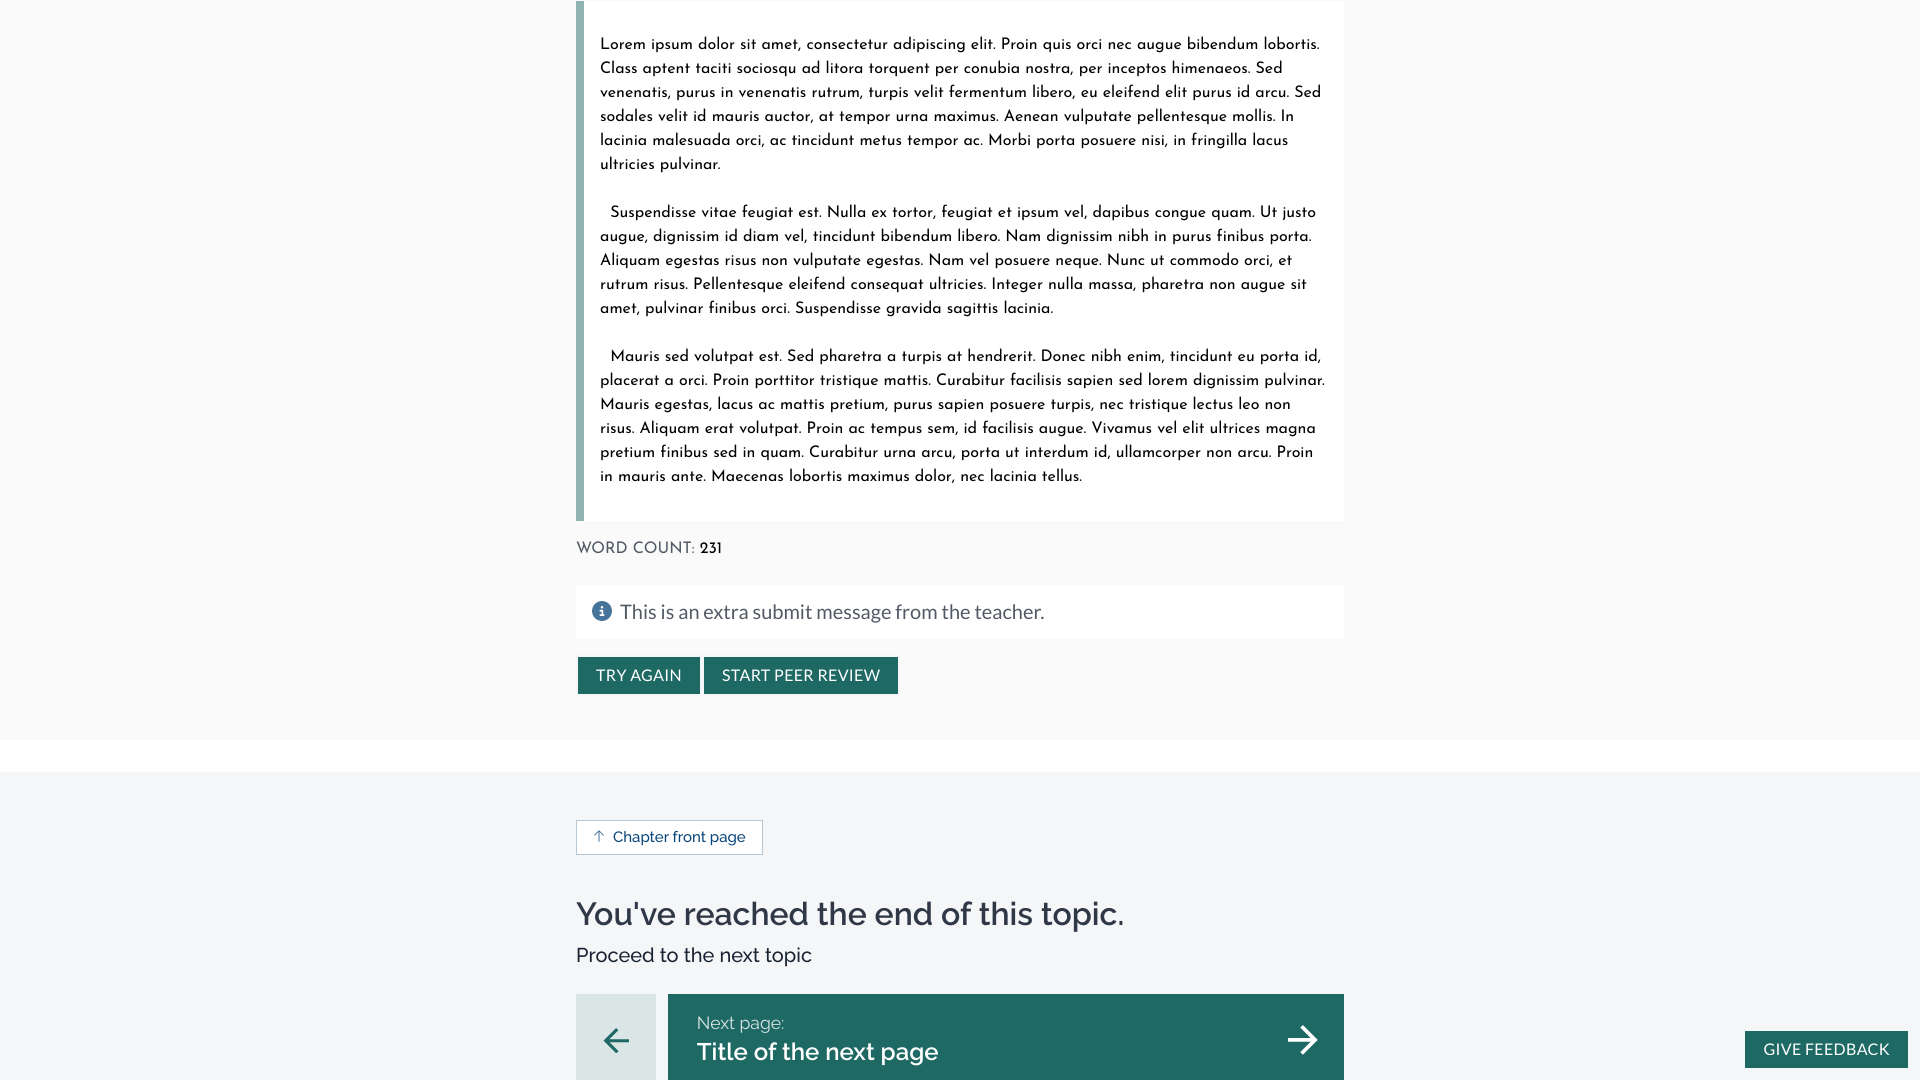 Lorem ipsum dolor sit amet, consectetur adipiscing elit. Proin quis orci nec augue bibendum lobortis.
Class aptent taciti sociosqu ad litora torquent per conubia nostra, per inceptos himenaeos. Sed
venenatis, purus in venenatis rutrum, turpis velit fermentum libero, eu eleifend elit purus id arcu. Sed
sodales velit id mauris auctor, at tempor urna maximus. Aenean vulputate pellentesque mollis. In
lacinia malesuada orci, ac tincidunt metus tempor ac. Morbi porta posuere nisi, in fringilla lacus
ultricies pulvinar.
Suspendisse vitae feugiat est. Nulla ex tortor, feugiat et ipsum vel, dapibus congue quam. Ut justo
augue, dignissim id diam vel, tincidunt bibendum libero. Nam dignissim nibh in purus finibus porta.
Aliquam egestas risus non vulputate egestas. Nam vel posuere neque. Nunc ut commodo orci, et
rutrum risus. Pellentesque eleifend consequat ultricies. Integer nulla massa, pharetra non augue sit
amet, pulvinar finibus orci. Suspendisse gravida sagittis lacinia.
Mauris sed volutpat est. Sed pharetra a turpis at hendrerit. Donec nibh enim, tincidunt eu porta id,
placerat a orci. Proin porttitor tristique mattis. Curabitur facilisis sapien sed lorem dignissim pulvinar.
Mauris egestas, lacus ac mattis pretium, purus sapien posuere turpis, nec tristique lectus leo non
risus. Aliquam erat volutpat. Proin ac tempus sem, id facilisis augue. Vivamus vel elit ultrices magna
pretium finibus sed in quam. Curabitur urna arcu, porta ut interdum id, ullamcorper non arcu. Proin
in mauris ante. Maecenas lobortis maximus dolor, nec lacinia tellus.
WORD COUNT: 231
This is an extra submit message from the teacher.
TRY AGAIN START PEER REVIEW
Chapter front page
You've reached the end of this topic.
Proceed to the next topic
Next page:
Title of the next page
GIVE FEEDBACK